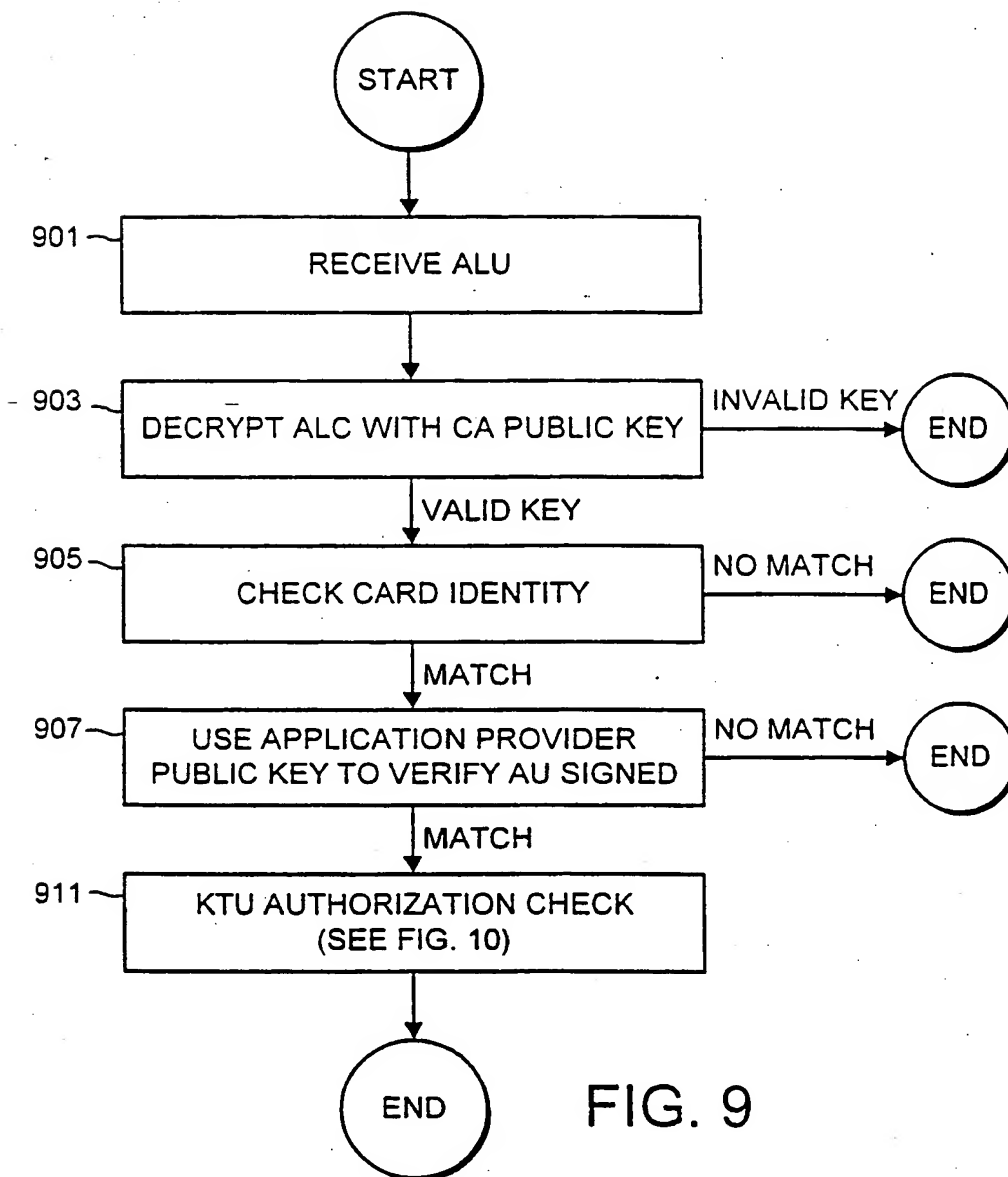 START
901
RECEIVE ALU
903
DECRYPT ALC WITH CA PUBLIC KEY
INVALID KEY
END
VALID KEY
905
CHECK CARD IDENTITY
NO MATCH
END
MATCH
907
USE APPLICATION PROVIDER
PUBLIC KEY TO VERIFY AU SIGNED
NO MATCH
END
MATCH
911
KTU AUTHORIZATION CHECK
(SEE FIG. 10)
END
FIG. 9